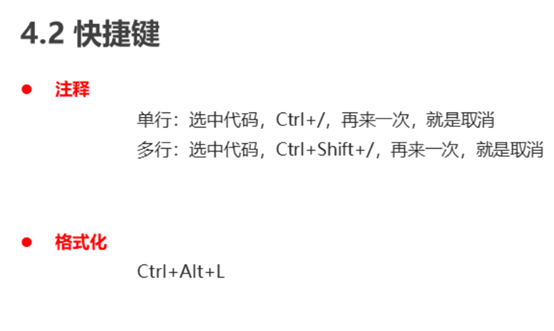 4.2 快捷键
● 注释
单行：选中代码，Ctrl+/，再来一次，就是取消
多行：选中代码，Ctrl+Shift+/，再来一次，就是取消
● 格式化
Ctrl+Alt+L